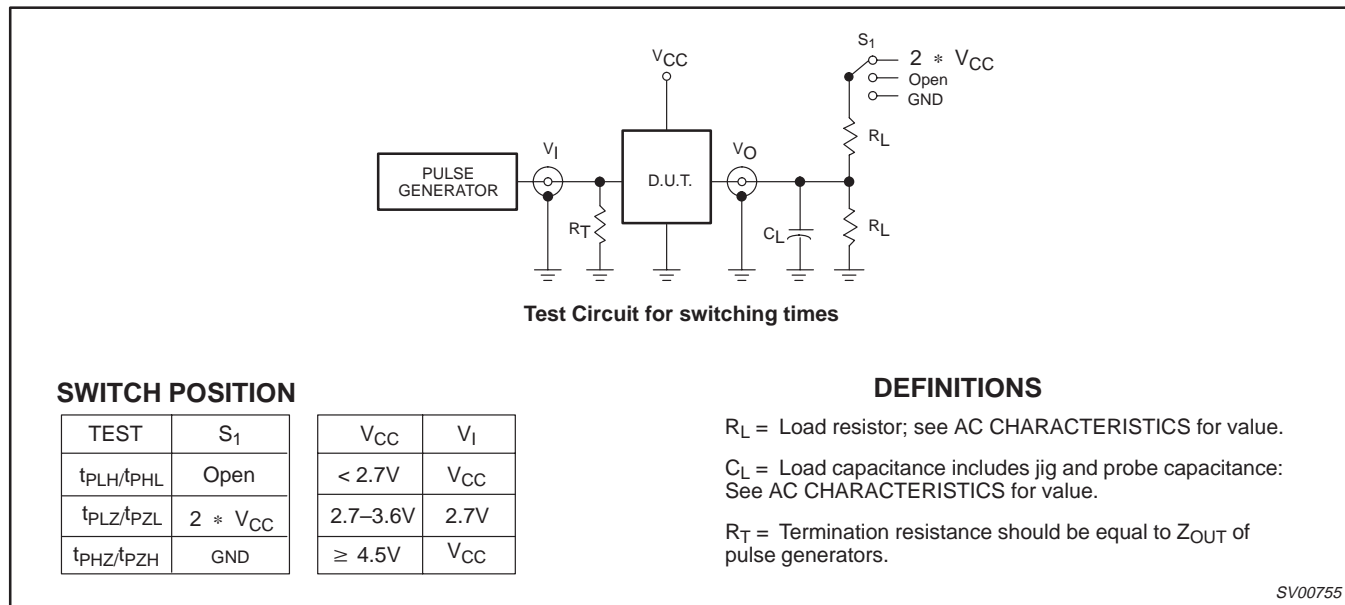 S1
2 * VCC
Open
GND
VCC
RL
VI
VO
PULSE
GENERATOR
D.U.T.
RT
CL
RL
Test Circuit for switching times
SWITCH POSITION
TEST S1
tPLH/tPHL Open
tPLZ/tPZL 2 * VCC
tPHZ/tPZH GND
VCC VI
< 2.7V VCC
2.7–3.6V 2.7V
≥ 4.5V VCC
DEFINITIONS
RL = Load resistor; see AC CHARACTERISTICS for value.
CL = Load capacitance includes jig and probe capacitance:
See AC CHARACTERISTICS for value.
RT = Termination resistance should be equal to ZOUT of
pulse generators.
SV00755